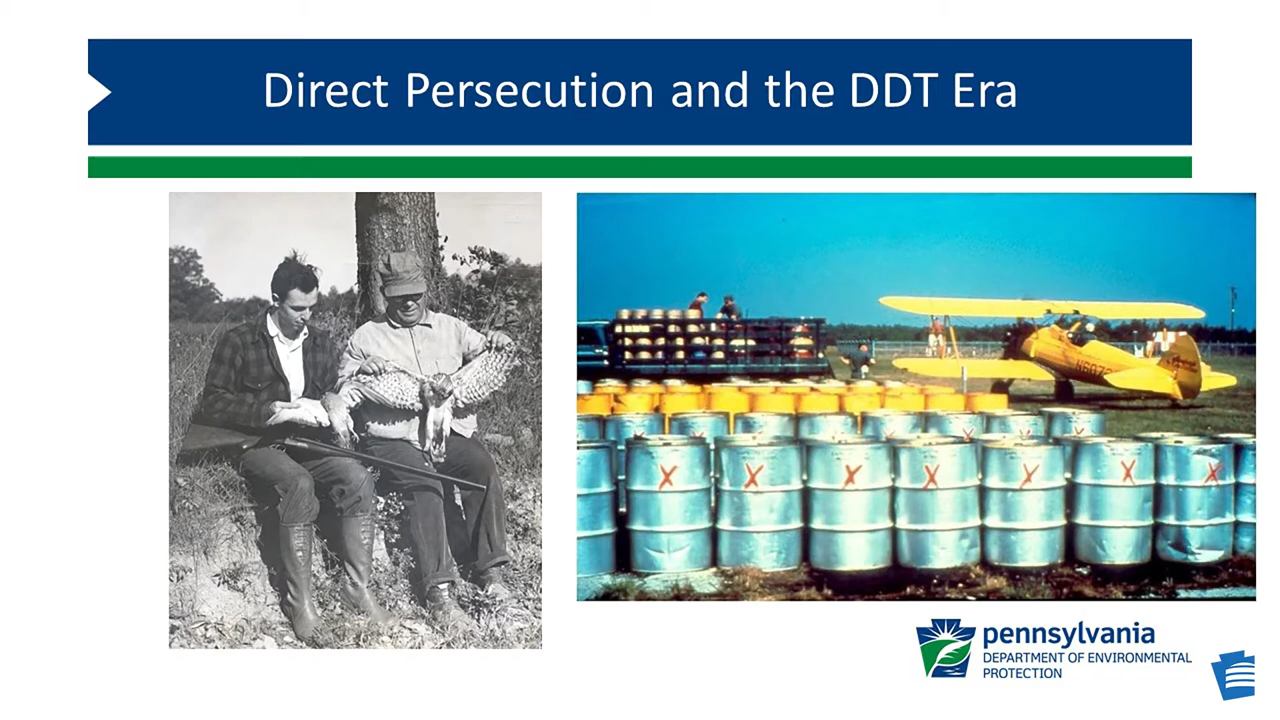 Direct Persecution and the DDT Era
pennsylvania
DEPARTMENT OF ENVIRONMENTAL
PROTECTION